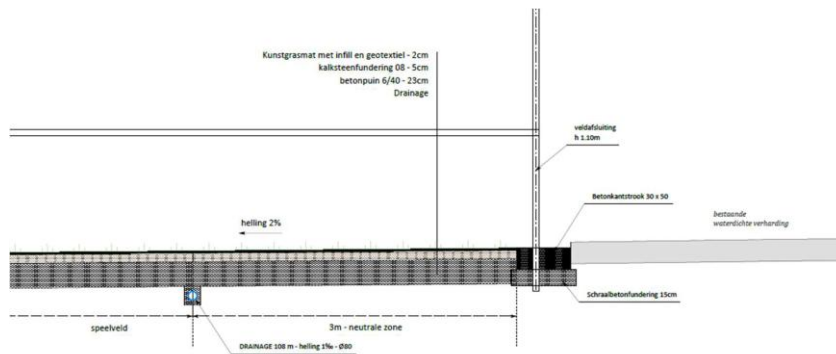 Kunstgrasmat met infill en geotextiel - 2cm
kalksteenfundering 08 - 5cm
betonpuin 6/40 - 23cm
Drainage
veldafsluiting
h 1.10m
Betonkantstrook 30 x 50
bestaande
waterdichte verharding
helling 2%
Schraalbetonfundering 15cm
speelveld
3m - neutrale zone
DRAINAGE 108 m - helling 1‰ - Ø80